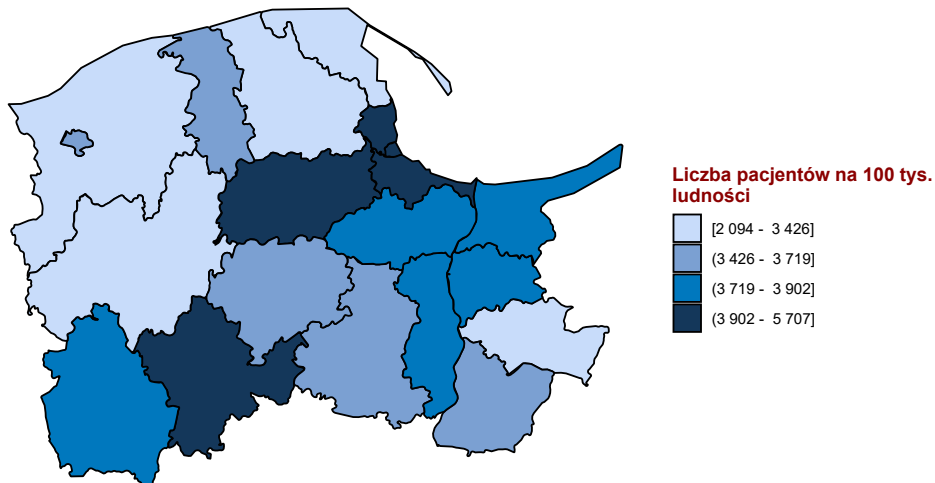 Liczba pacjentów na 100 tys.
ludności
[2 094 - 3 426]
(3 426 - 3 719]
(3 719 - 3 902]
(3 902 - 5 707]